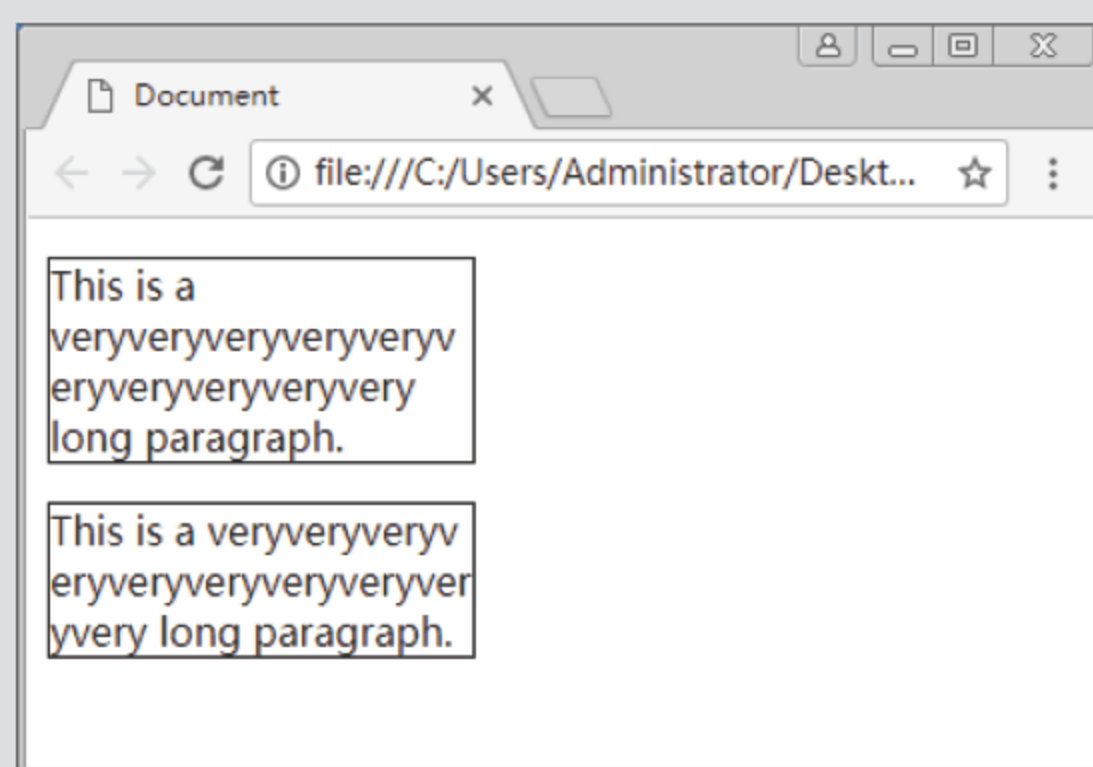 Document
file:///C:/Users/Administrator/Deskt...
This is a
veryveryveryveryveryv
eryveryveryveryvery
long paragraph.
This is a veryveryveryv
eryveryveryveryveryver
yvery long paragraph.